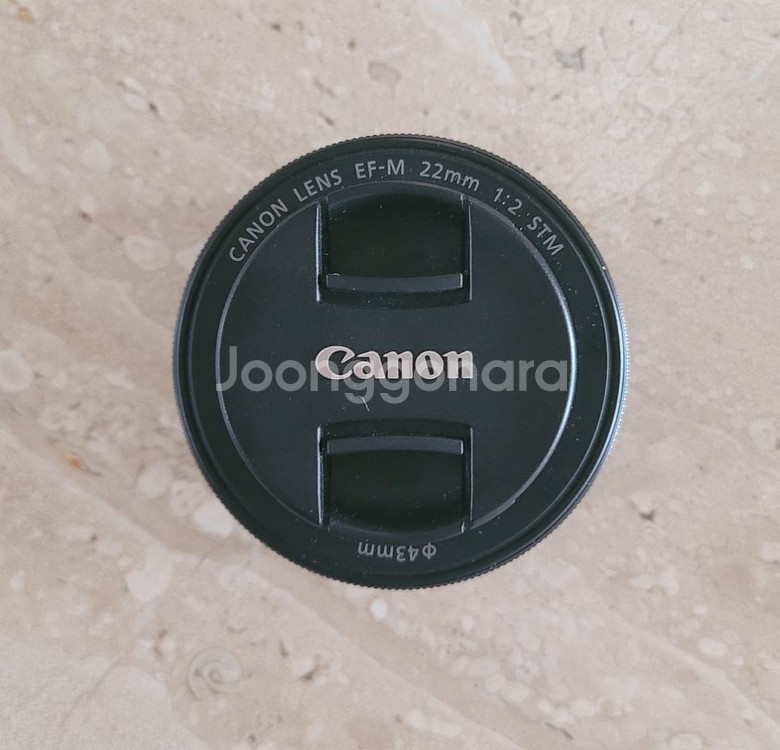 CANON LENS EF-M 22mm 1:2 STM
Canon
Joonggonara
Φ43mm